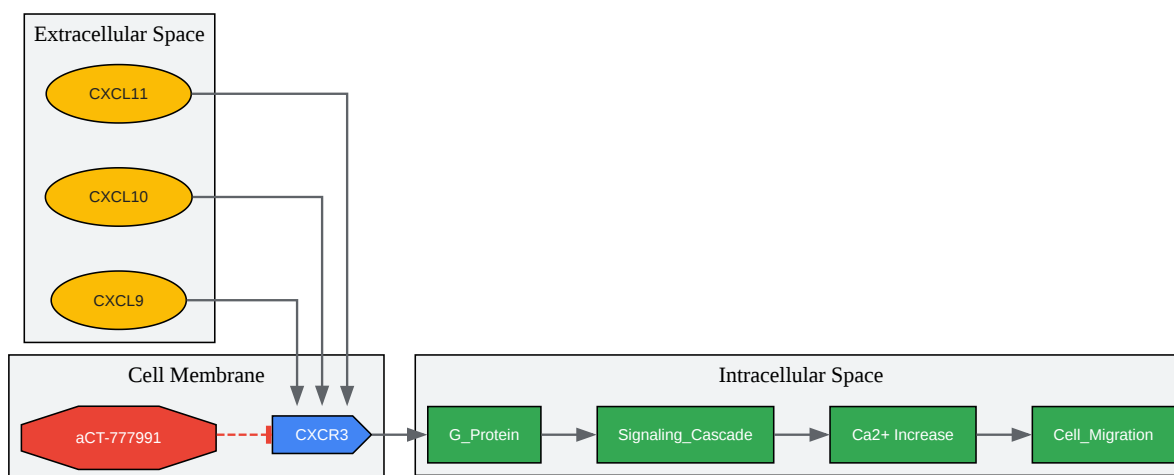 Extracellular Space
CXCL11
CXCL10
CXCL9
Cell Membrane
aCT-777991
CXCR3
Intracellular Space
G_Protein
Signaling_Cascade
Ca2+ Increase
Cell_Migration